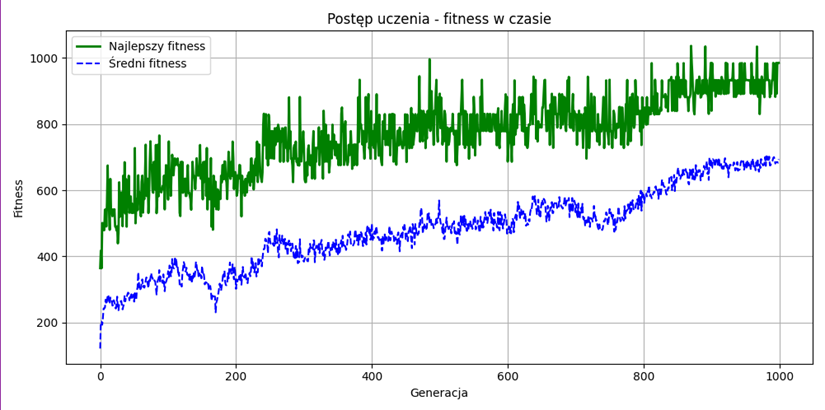 Postęp uczenia - fitness w czasie
Najlepszy fitness
Średni fitness
1000
800
600
400
200
Fitness
0 200 400 600 800 1000
Generacja